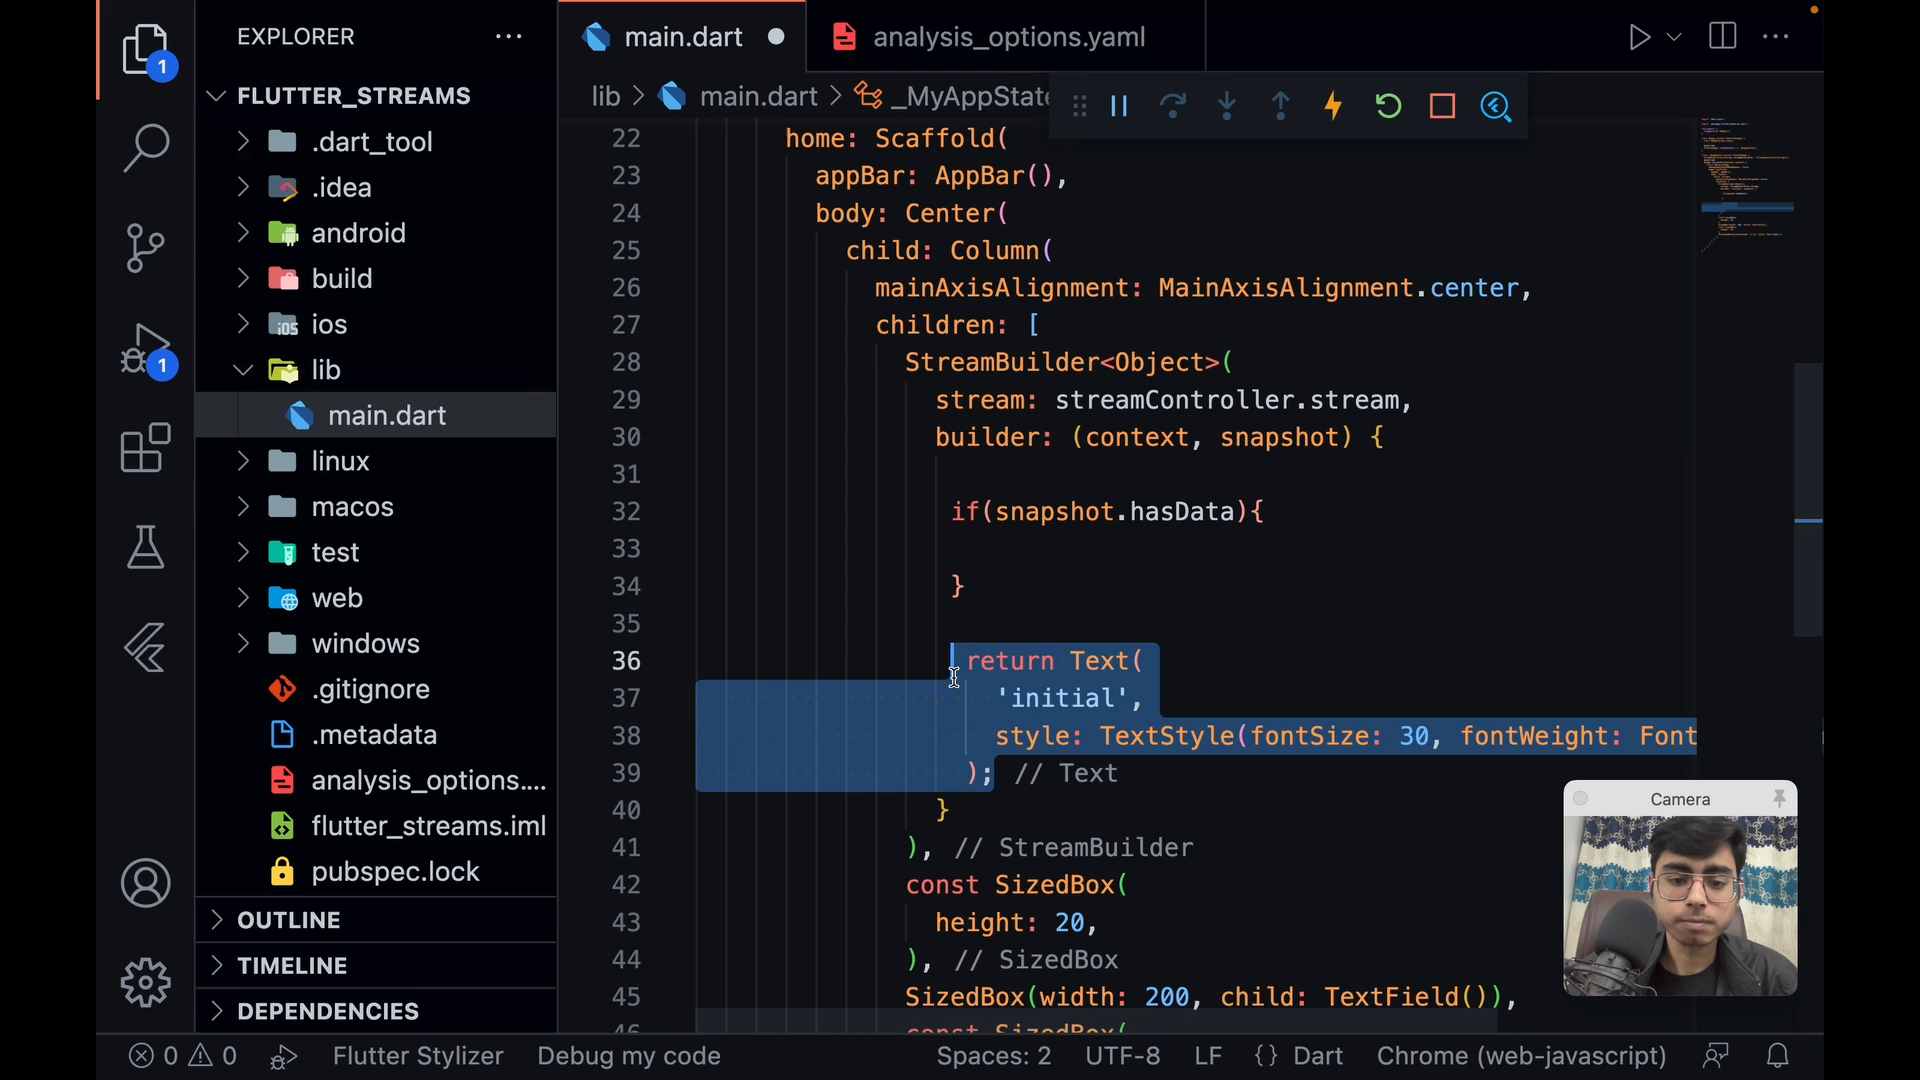 EXPLORER
main.dart
analysis_options.yaml
1
FLUTTER_STREAMS
.dart_tool
.idea
android
build
ios
lib
main.dart
linux
macos
test
web
windows
.gitignore
.metadata
analysis_options....
flutter_streams.iml
pubspec.lock
OUTLINE
TIMELINE
DEPENDENCIES
1
lib > main.dart > _MyAppState
22 home: Scaffold(
23 appBar: AppBar(),
24 body: Center(
25 child: Column(
26 mainAxisAlignment: MainAxisAlignment.center,
27 children: [
28 StreamBuilder<Object>(
29 stream: streamController.stream,
30 builder: (context, snapshot) {
31
32 if(snapshot.hasData){
33
34 }
35
36 return Text(
37 'initial',
38 style: TextStyle(fontSize: 30, fontWeight: Font
39 ); // Text
40 }
41 ), // StreamBuilder
42 const SizedBox(
43 height: 20,
44 ), // SizedBox
45 SizedBox(width: 200, child: TextField()),
46 const SizedBox(
Camera
0 0 Flutter Stylizer Debug my code Spaces: 2 UTF-8 LF {} Dart Chrome (web-javascript)